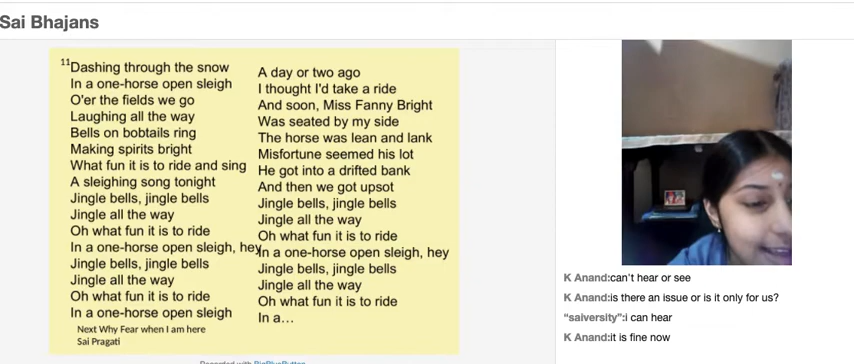 Sai Bhajans
11Dashing through the snow
In a one-horse open sleigh
O'er the fields we go
Laughing all the way
Bells on bobtails ring
Making spirits bright
What fun it is to ride and sing
A sleighing song tonight
Jingle bells, jingle bells
Jingle all the way
Oh what fun it is to ride
In a one-horse open sleigh, hey
Jingle bells, jingle bells
Jingle all the way
Oh what fun it is to ride
In a one-horse open sleigh
Next Why Fear when I am here
Sai Pragati
A day or two ago
I thought I'd take a ride
And soon, Miss Fanny Bright
Was seated by my side
The horse was lean and lank
Misfortune seemed his lot
He got into a drifted bank
And then we got upsot
Jingle bells, jingle bells
Jingle all the way
Oh what fun it is to ride
In a one-horse open sleigh, hey
Jingle bells, jingle bells
Jingle all the way
Oh what fun it is to ride
In a...
Recorded with BigBlueButton
K Anand:can't hear or see
K Anand:is there an issue or is it only for us?
"saiversity":i can hear
K Anand:it is fine now